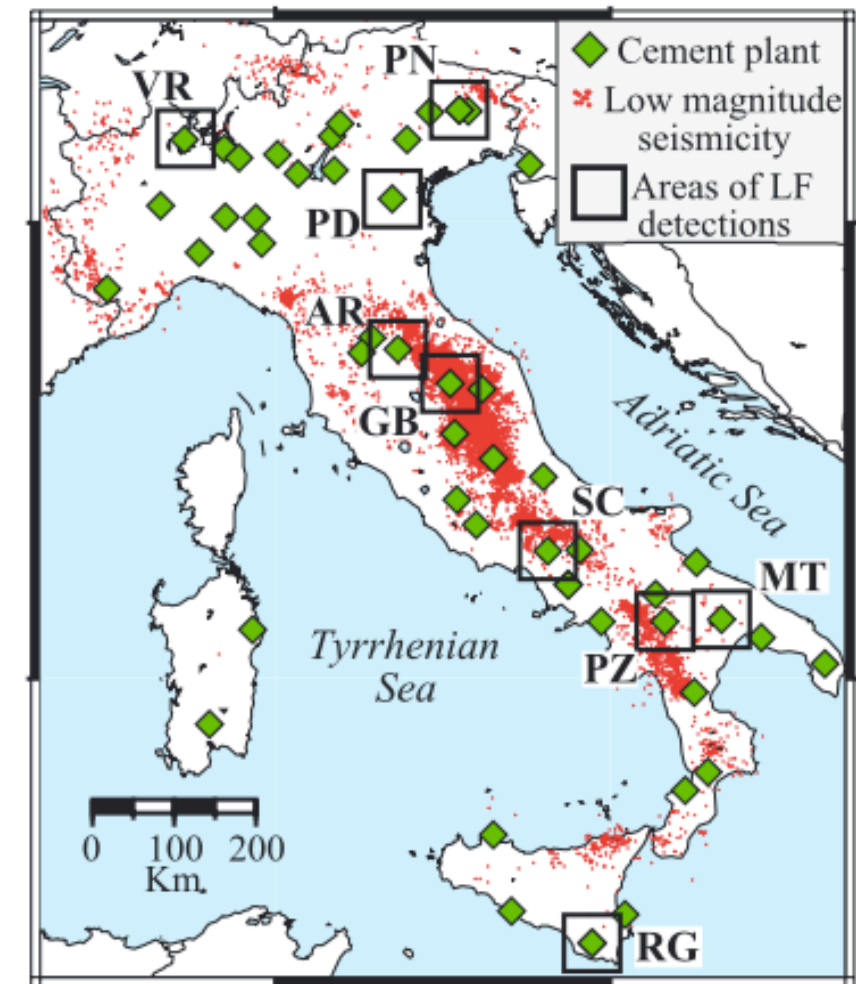 PN
VR
Cement plant
Low magnitude
seismicity
Areas of LF
detections
PD
AR
GB
Adriatic Sea
SC
MT
Tyrrhenian
Sea
PZ
0 100 200
Km.
RG